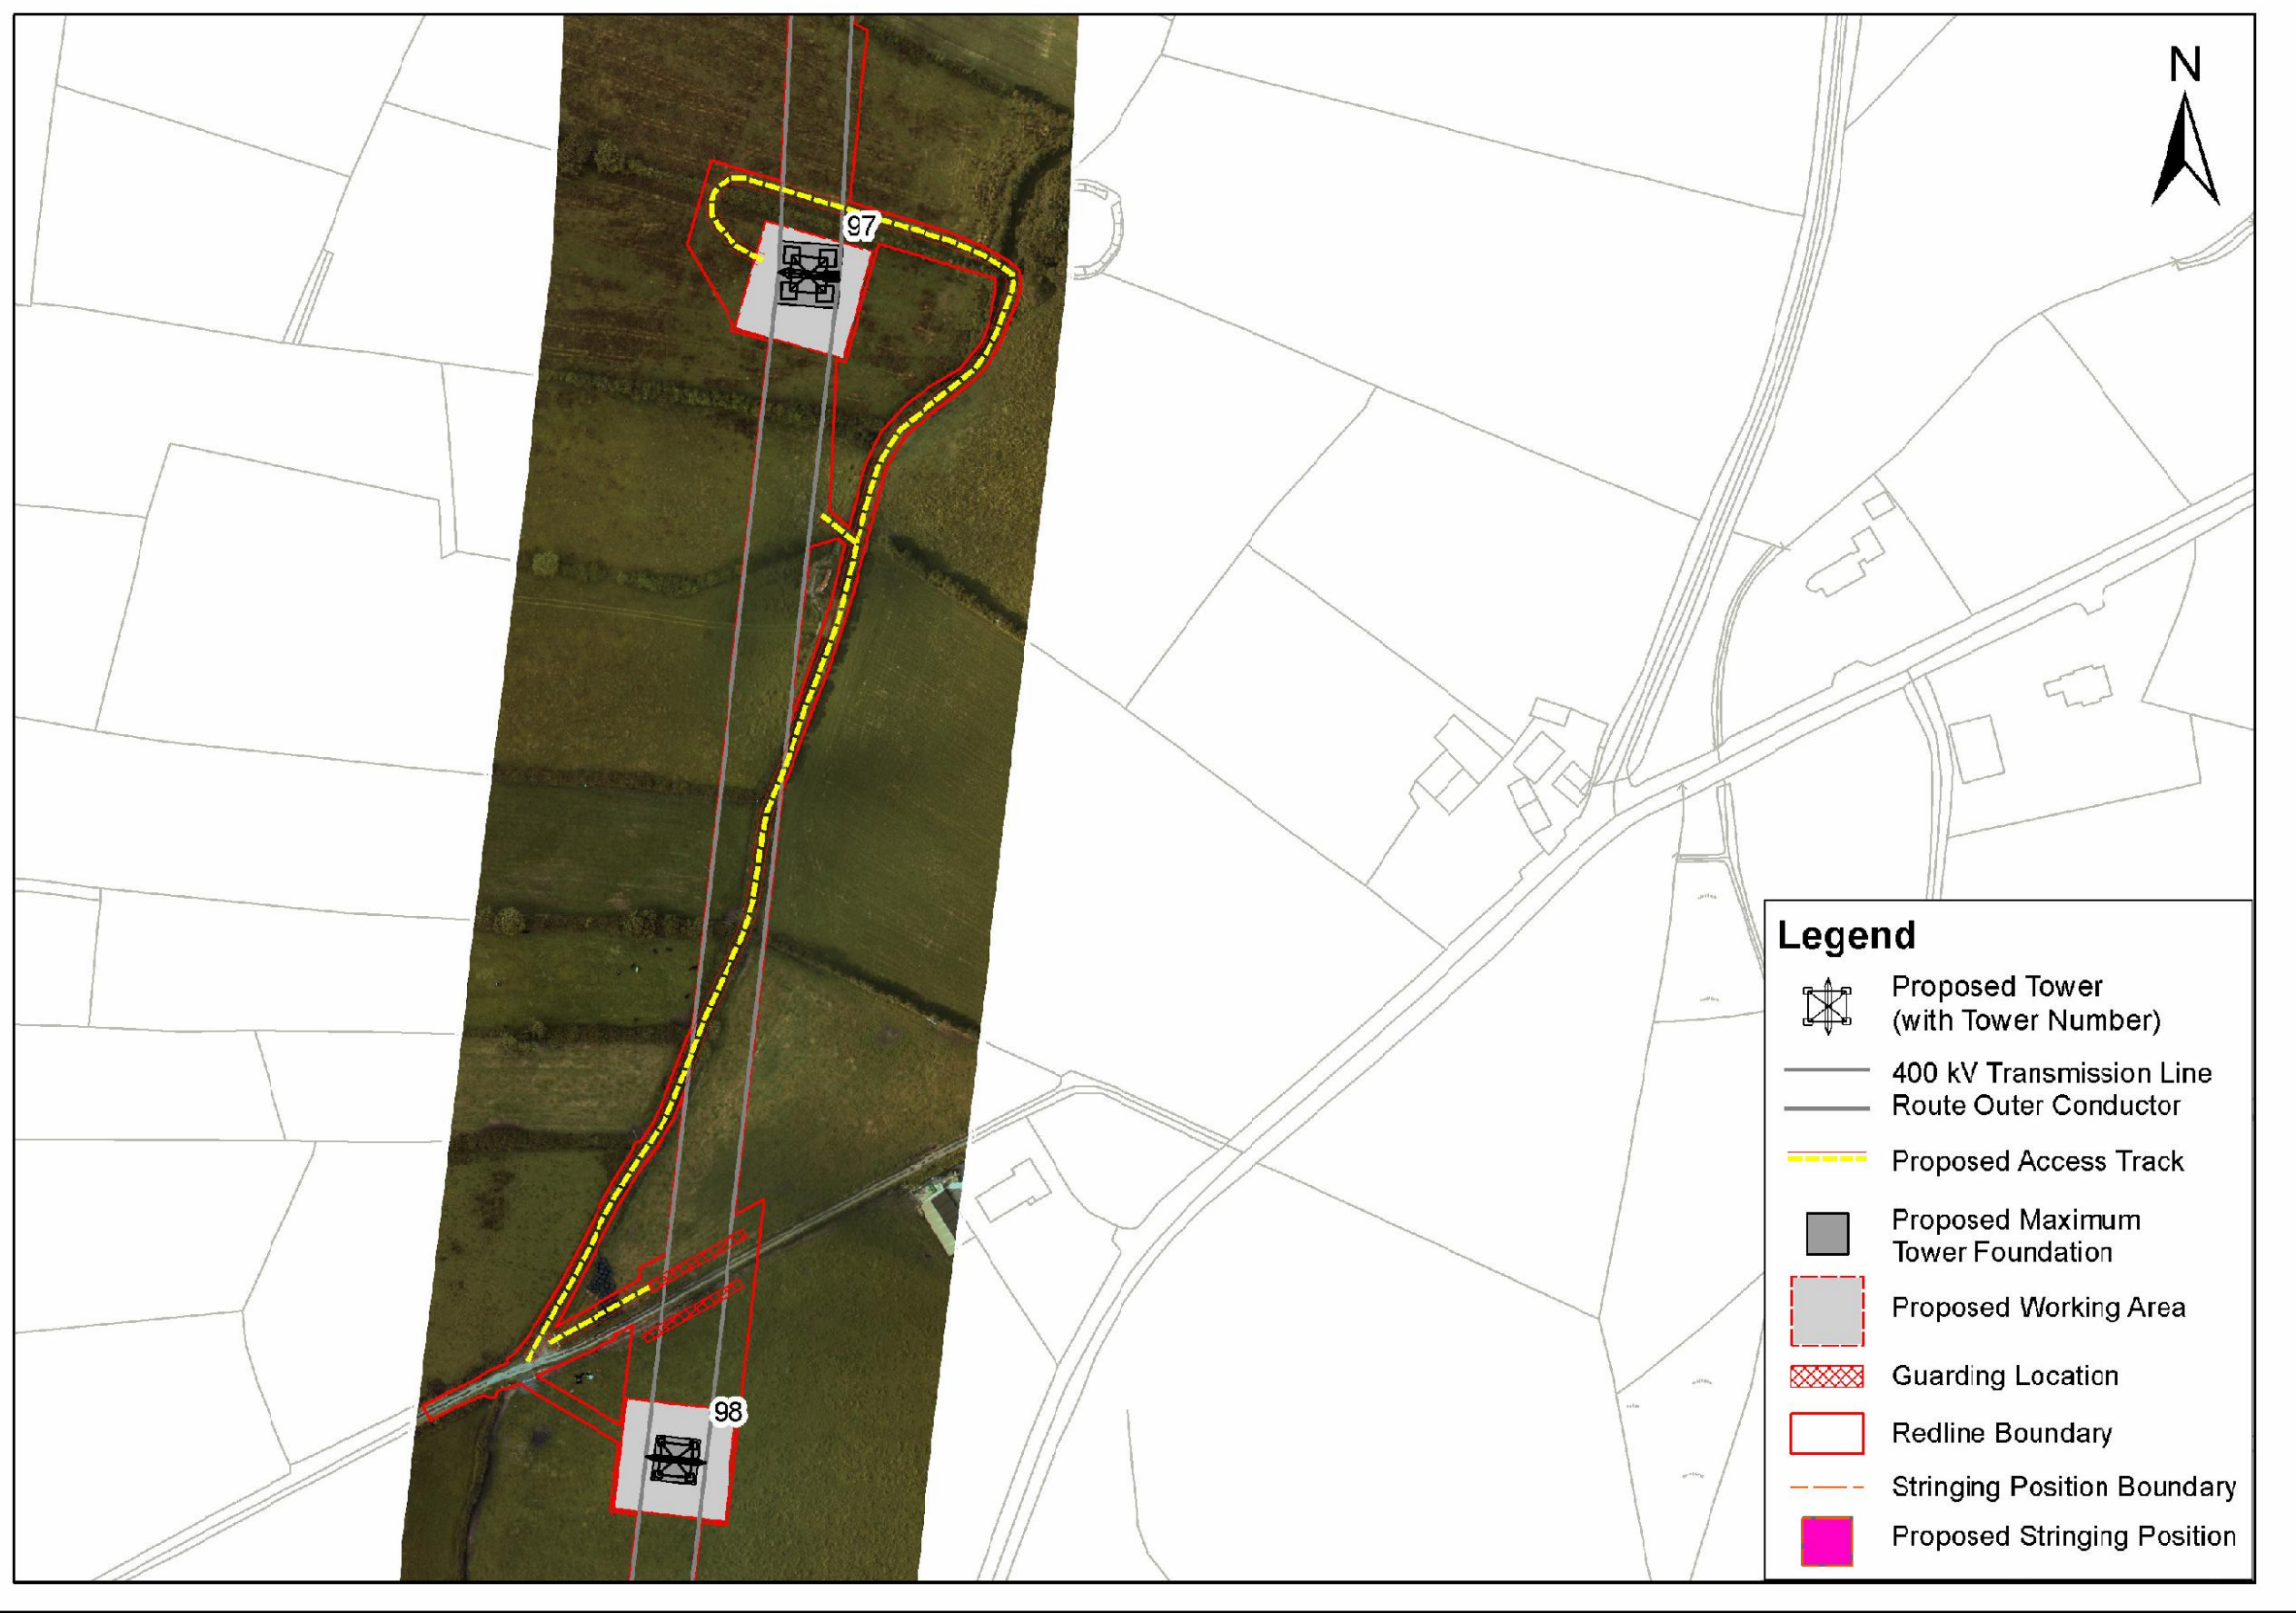 N
97
98
Legend
Proposed Tower
(with Tower Number)
400 kV Transmission Line
Route Outer Conductor
Proposed Access Track
Proposed Maximum
Tower Foundation
Proposed Working Area
Guarding Location
Redline Boundary
Stringing Position Boundary
Proposed Stringing Position